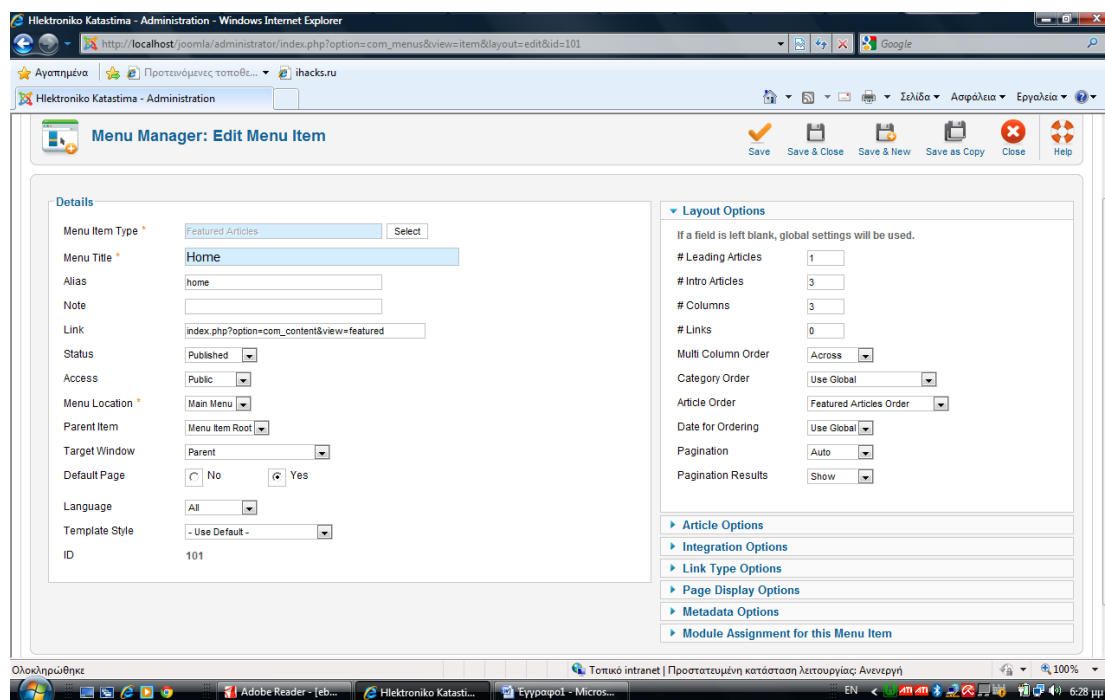 Hlektroniko Katastima - Administration - Windows Internet Explorer
http://localhost/joomla/administrator/index.php?option=com_menus&view=item&layout=edit&id=101
Google
Αγαπημένα Προτεινόμενες τοποθε... ihacks.ru
Hlektroniko Katastima - Administration
Σελίδα Ασφάλεια Εργαλεία
Menu Manager: Edit Menu Item
Save Save & Close Save & New Save as Copy Close Help
Details
Menu Item Type * Featured Articles Select
Menu Title * Home
Alias home
Note
Link index.php?option=com_content&view=featured
Status Published
Access Public
Menu Location * Main Menu
Parent Item Menu Item Root
Target Window Parent
Default Page No Yes
Language All
Template Style - Use Default -
ID 101
Layout Options
If a field is left blank, global settings will be used.
# Leading Articles 1
# Intro Articles 3
# Columns 3
# Links 0
Multi Column Order Across
Category Order Use Global
Article Order Featured Articles Order
Date for Ordering Use Global
Pagination Auto
Pagination Results Show
Article Options
Integration Options
Link Type Options
Page Display Options
Metadata Options
Module Assignment for this Menu Item
Ολοκληρώθηκε Τοπικό intranet | Προστατευμένη κατάσταση λειτουργίας: Ανενεργή 100%
Adobe Reader - [eb... Hlektroniko Katasti... Έγγραφο1 - Micros... EN 6:28 μμ